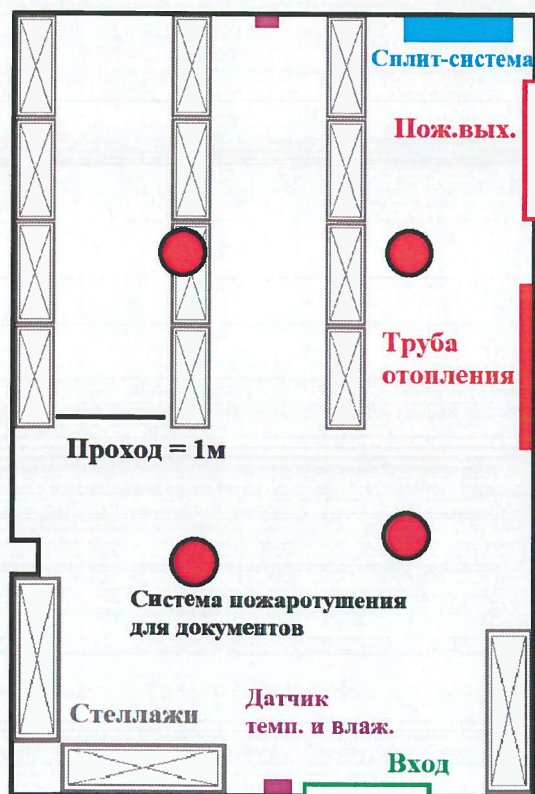 Сплит-система
Пож.вых.
Труба
отопления
Проход = 1м
Система пожаротушения
для документов
Датчик
темп. и влаж.
Стеллажи
Вход